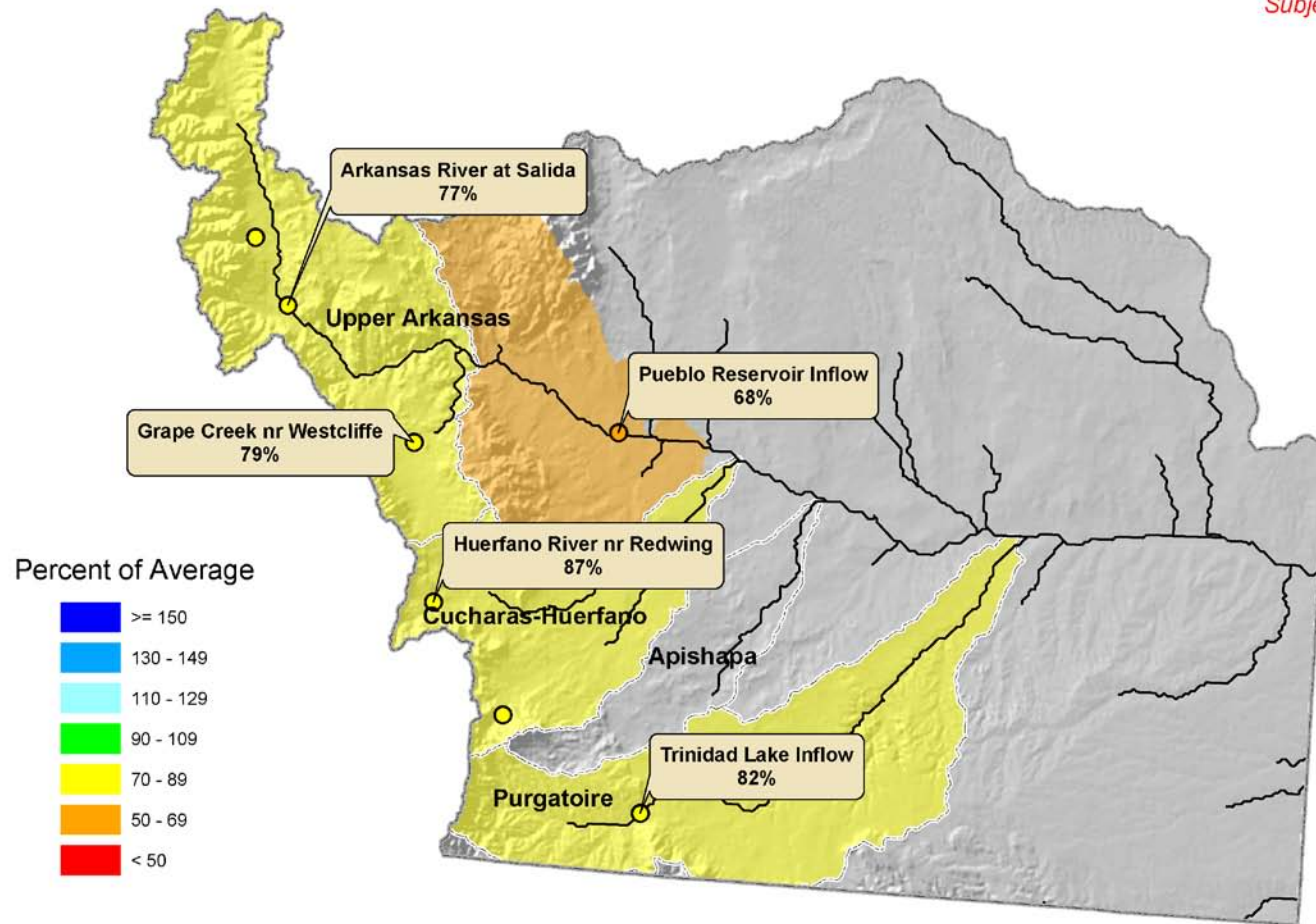 Subje
Arkansas River at Salida
77%
Upper Arkansas
Pueblo Reservoir Inflow
68%
Grape Creek nr Westcliffe
79%
Huerfano River nr Redwing
87%
Cucharas-Huerfano
Apishapa
Trinidad Lake Inflow
82%
Purgatoire
Percent of Average
>= 150
130 - 149
110 - 129
90 - 109
70 - 89
50 - 69
< 50